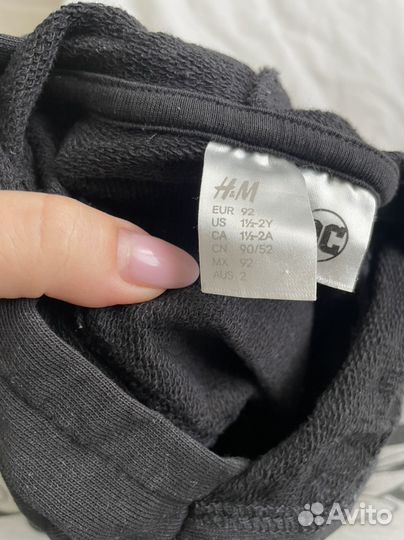 H&M
EUR 92
US 1½-2Y
CA 1½-2A
CN 90/52
MX 92
AUS 2
DC
Avito